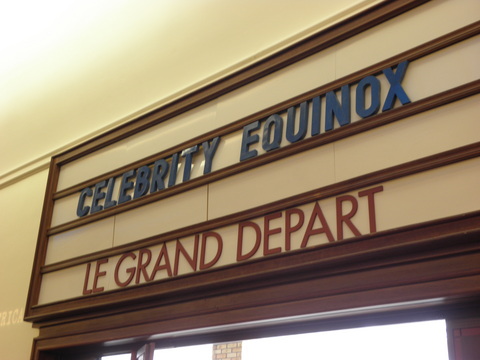 CELEBRITY EQUINOX
LE GRAND DEPART